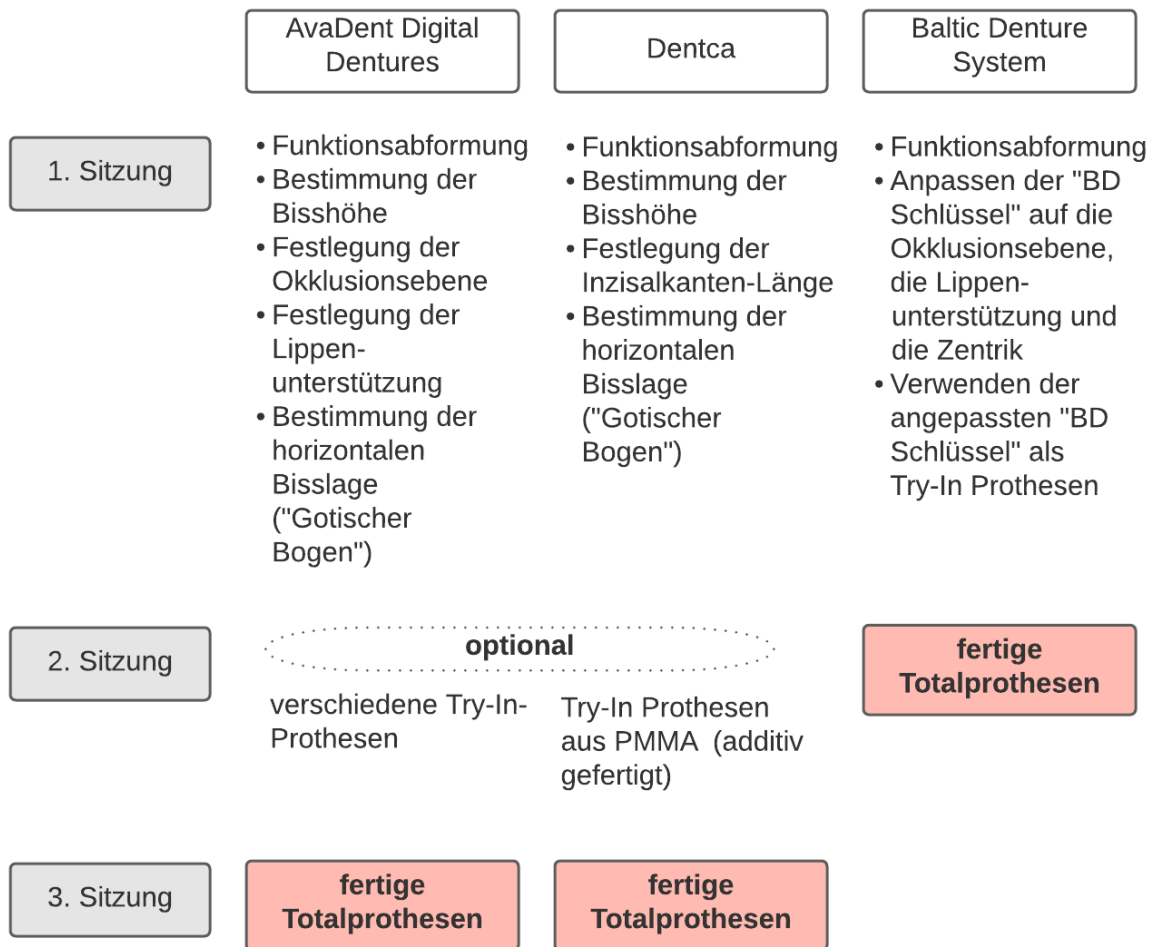 AvaDent Digital
Dentures
Dentca
Baltic Denture
System
1. Sitzung
• Funktionsabformung
• Bestimmung der
Bisshöhe
• Festlegung der
Okklusionsebene
• Festlegung der
Lippen-
unterstützung
• Bestimmung der
horizontalen
Bisslage
("Gotischer
Bogen")
• Funktionsabformung
• Bestimmung der
Bisshöhe
• Festlegung der
Inzisalkanten-Länge
• Bestimmung der
horizontalen
Bisslage
("Gotischer
Bogen")
• Funktionsabformung
• Anpassen der "BD
Schlüssel" auf die
Okklusionsebene,
die Lippen-
unterstützung und
die Zentrik
• Verwenden der
angepassten "BD
Schlüssel" als
Try-In Prothesen
2. Sitzung
optional
verschiedene Try-In-
Prothesen
Try-In Prothesen
aus PMMA (additiv
gefertigt)
fertige
Totalprothesen
3. Sitzung
fertige
Totalprothesen
fertige
Totalprothesen